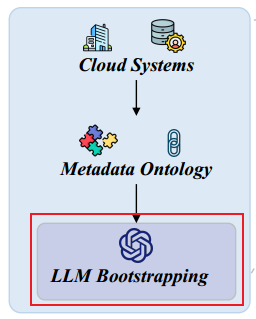 Cloud Systems
Metadata Ontology
LLM Bootstrapping